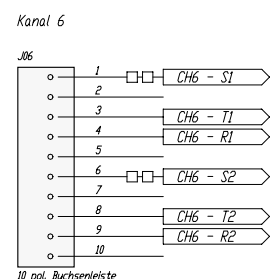 Kanal 6
J06
1 CH6 - S1
2
3 CH6 - T1
4 CH6 - R1
5
6 CH6 - S2
7
8 CH6 - T2
9 CH6 - R2
10
10 pol. Buchsenleiste